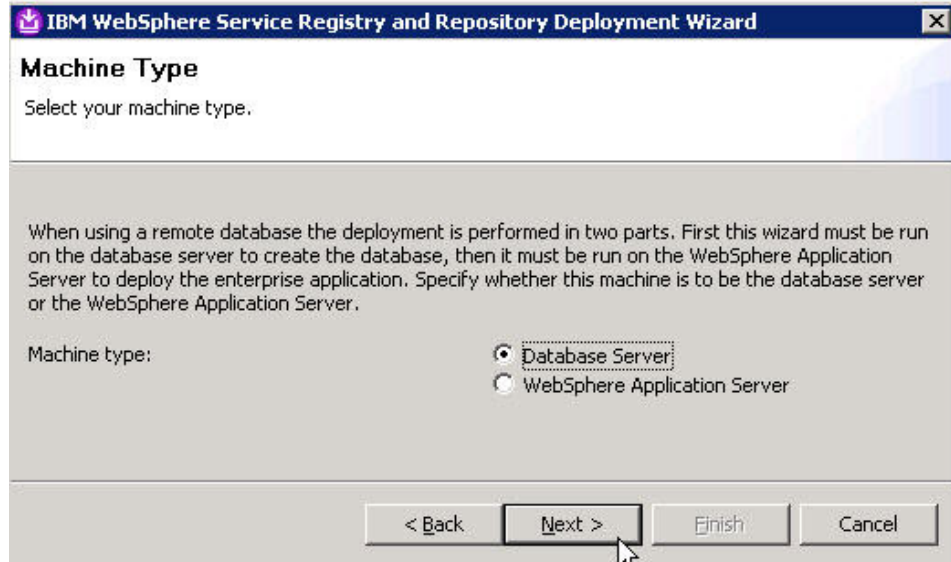 IBM WebSphere Service Registry and Repository Deployment Wizard
Machine Type
Select your machine type.
When using a remote database the deployment is performed in two parts. First this wizard must be run
on the database server to create the database, then it must be run on the WebSphere Application
Server to deploy the enterprise application. Specify whether this machine is to be the database server
or the WebSphere Application Server.
Machine type:
Database Server
WebSphere Application Server
< Back
Next >
Finish
Cancel